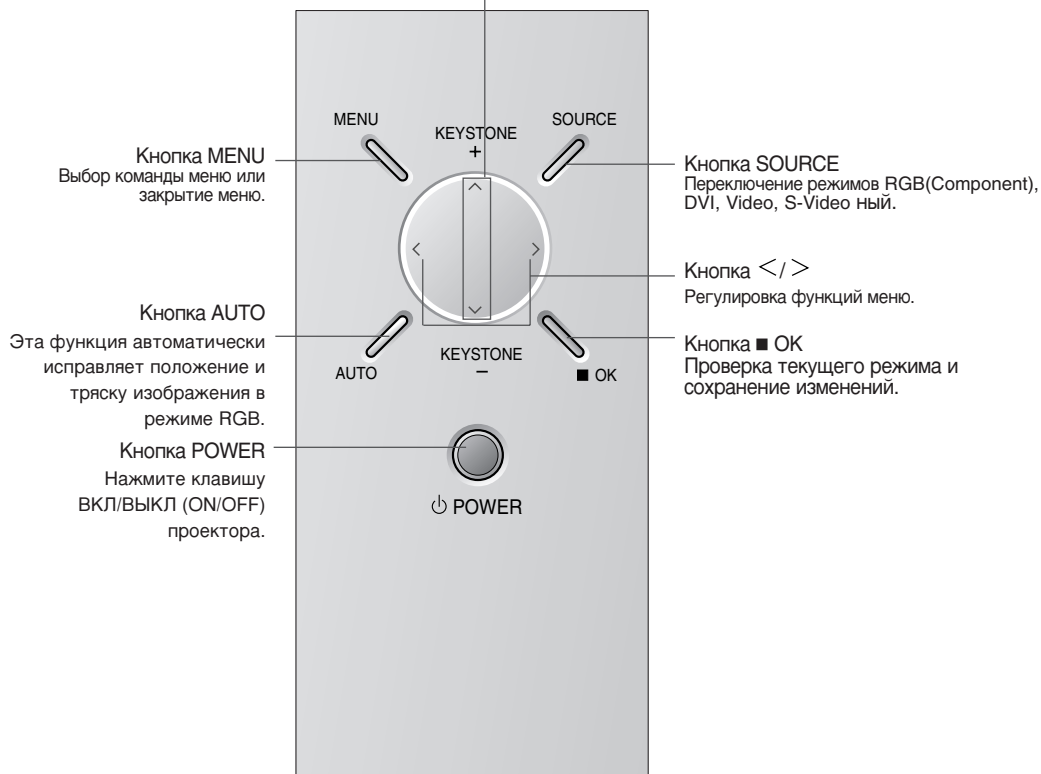 MENU
KEYSTONE
+
SOURCE
Кнопка MENU
Выбор команды меню или
закрытие меню.
Кнопка SOURCE
Переключение режимов RGB(Component),
DVI, Video, S-Video ный.
Кнопка < / >
Регулировка функций меню.
Кнопка AUTO
Эта функция автоматически
исправляет положение и
тряску изображения в
режиме RGB.
AUTO
KEYSTONE
–
■ OK
Кнопка ■ OK
Проверка текущего режима и
сохранение изменений.
Кнопка POWER
Нажмите клавишу
ВКЛ/ВЫКЛ (ON/OFF)
проектора.
⏻ POWER